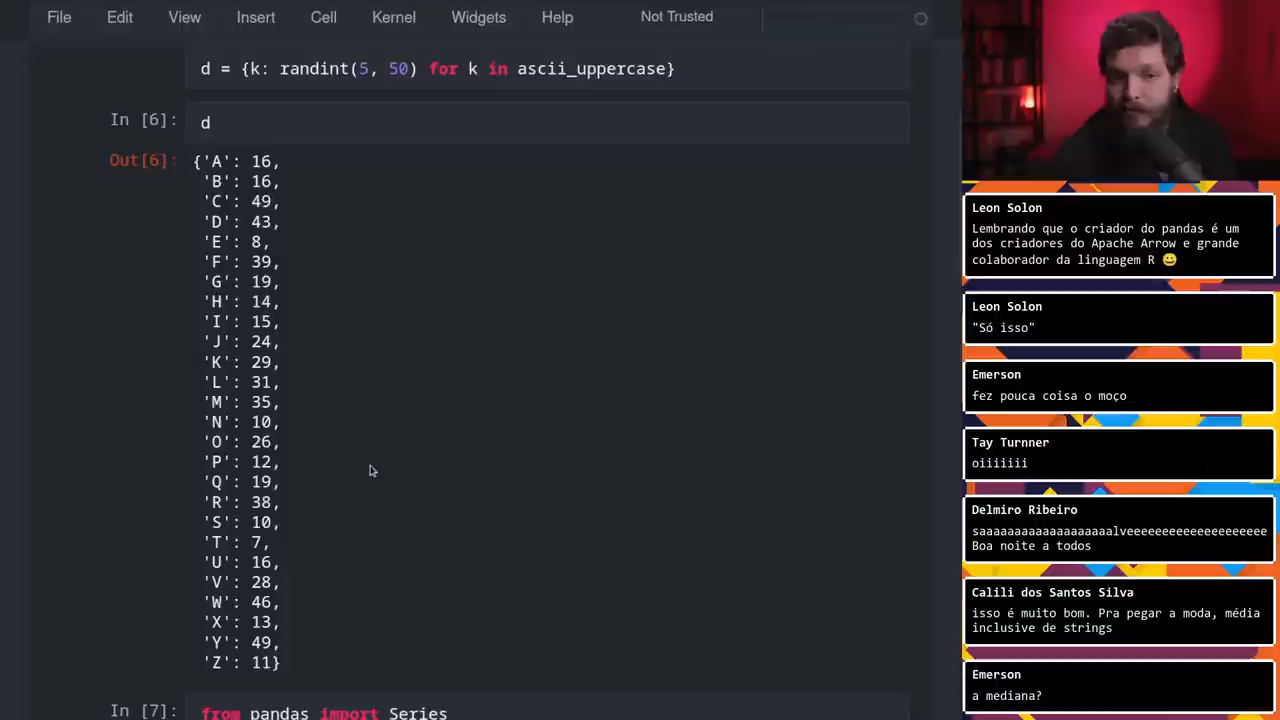 File Edit View Insert Cell Kernel Widgets Help Not Trusted
d = {k: randint(5, 50) for k in ascii_uppercase}
In [6]: d
Out[6]: {'A': 16,
'B': 16,
'C': 49,
'D': 43,
'E': 8,
'F': 39,
'G': 19,
'H': 14,
'I': 15,
'J': 24,
'K': 29,
'L': 31,
'M': 35,
'N': 10,
'O': 26,
'P': 12,
'Q': 19,
'R': 38,
'S': 10,
'T': 7,
'U': 16,
'V': 28,
'W': 46,
'X': 13,
'Y': 49,
'Z': 11}
In [7]: from pandas import Series
Leon Solon
Lembrando que o criador do pandas é um
dos criadores do Apache Arrow e grande
colaborador da linguagem R 😀
Leon Solon
"Só isso"
Emerson
fez pouca coisa o moço
Tay Turnner
oiiiiiii
Delmiro Ribeiro
saaaaaaaaaaaaaaaaaaalveeeeeeeeeeeeeeeeeeee
Boa noite a todos
Calili dos Santos Silva
isso é muito bom. Pra pegar a moda, média
inclusive de strings
Emerson
a mediana?